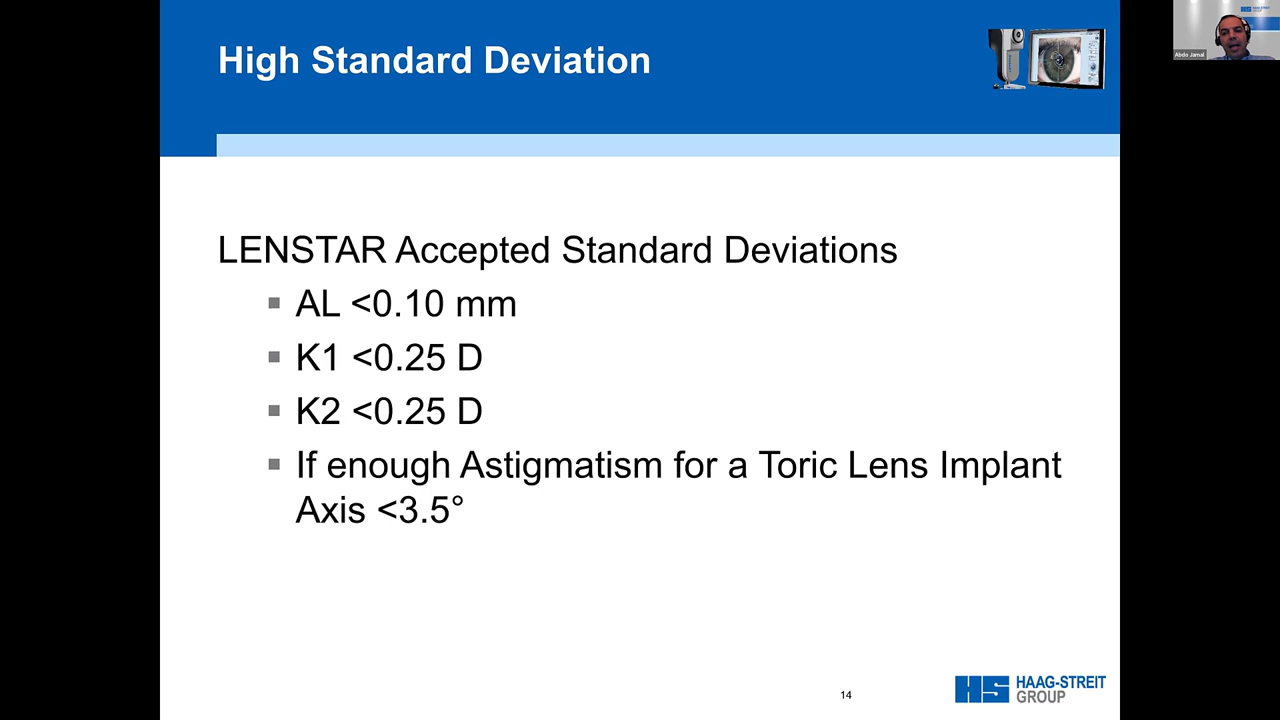 High Standard Deviation
Abdo Jamal
LENSTAR Accepted Standard Deviations
AL <0.10 mm
K1 <0.25 D
K2 <0.25 D
If enough Astigmatism for a Toric Lens Implant
Axis <3.5°
14
HS HAAG-STREIT
GROUP